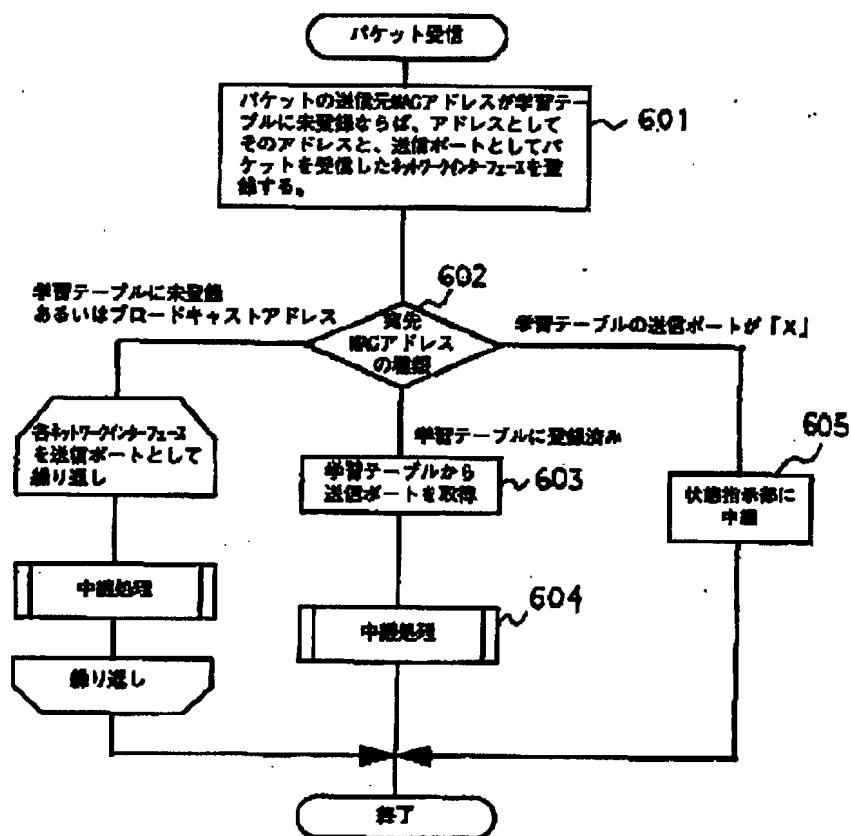 パケット受信
パケットの送信元MACアドレスが学習テー
ブルに未登録ならば、アドレスとして
そのアドレスと、送信ポートとしてパ
ケットを受信したネットワークインターフェースを登
録する。
601
602
学習テーブルに未登録
あるいはブロードキャストアドレス
宛先
MACアドレス
の種類
学習テーブルの送信ポートが『X』
各ネットワークインターフェース
を送信ポートとして
繰り返し
学習テーブルに登録済み
学習テーブルから
送信ポートを取得
603
605
状態指示部に
中継
中継処理
中継処理
604
繰り返し
終了